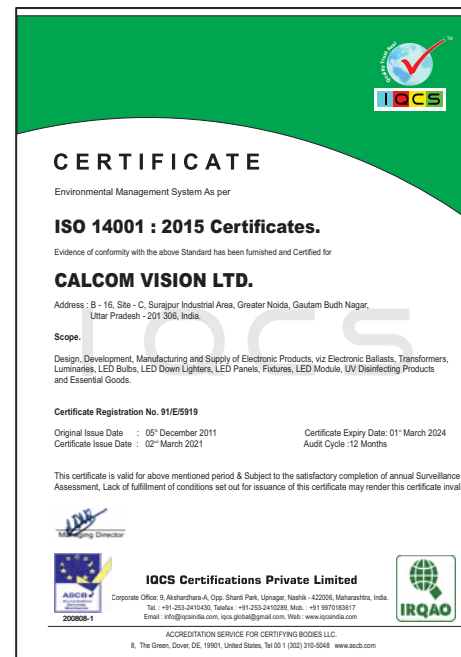 Quality Trust Seal
TM
IQCS
CERTIFICATE
Environmental Management System As per
ISO 14001 : 2015 Certificates.
Evidence of conformity with the above Standard has been furnished and Certified for
CALCOM VISION LTD.
Address : B - 16, Site - C, Surajpur Industrial Area, Greater Noida, Gautam Budh Nagar,
Uttar Pradesh - 201 306, India.
IQCS
Scope.
Design, Development, Manufacturing and Supply of Electronic Products, viz Electronic Ballasts, Transformers,
Luminaries, LED Bulbs, LED Down Lighters, LED Panels, Fixtures, LED Module, UV Disinfecting Products
and Essential Goods.
Certificate Registration No. 91/E/5919
Original Issue Date : 05th December 2011 Certificate Expiry Date: 01st March 2024
Certificate Issue Date : 02nd March 2021 Audit Cycle :12 Months
This certificate is valid for above mentioned period & Subject to the satisfactory completion of annual Surveillance
Assessment, Lack of fulfillment of conditions set out for issuance of this certificate may render this certificate inval
Managing Director
ASCB
200808-1
IQCS Certifications Private Limited
Corporate Office: 9, Akshardhara-A, Opp. Shanti Park, Upnagar, Nashik - 422006, Maharashtra, India.
Tel. : +91-253-2410430, Telefax : +91-253-2410289, Mob. : +91 9970183617
Email : info@iqcsindia.com, iqcs.global@gmail.com, Web : www.iqcsindia.com
IRQAO
ACCREDITATION SERVICE FOR CERTIFYING BODIES LLC.
8, The Green, Dover, DE, 19901, United States, Tel 00 1 (302) 310-5048 www.ascb.com